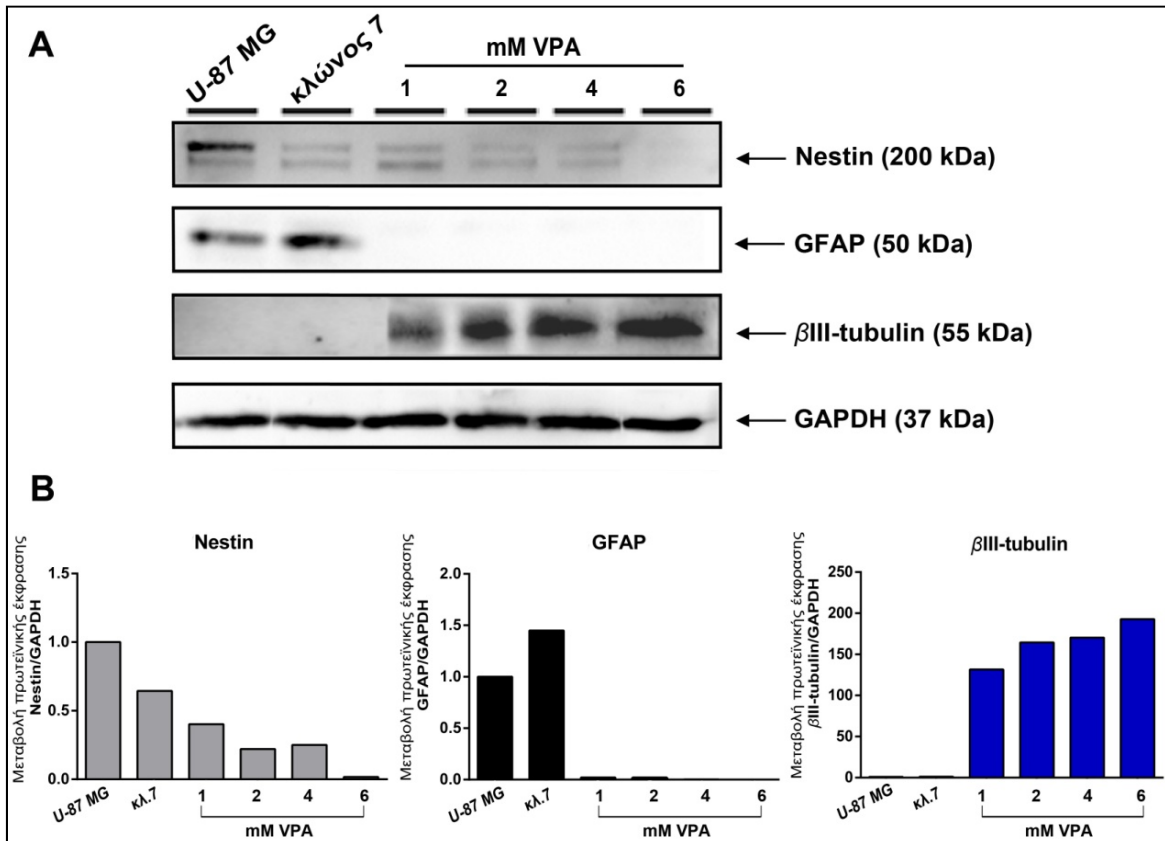 A
U-87 MG
κλώνος 7
mM VPA
1 2 4 6
Nestin (200 kDa)
GFAP (50 kDa)
βIII-tubulin (55 kDa)
GAPDH (37 kDa)
B
Nestin
Μεταβολή πρωτεϊνικής έκφρασης
Nestin/GAPDH
1.5
1.0
0.5
0.0
U-87 MG
κλ.7
1 2 4 6
mM VPA
GFAP
Μεταβολή πρωτεϊνικής έκφρασης
GFAP/GAPDH
2.0
1.5
1.0
0.5
0.0
U-87 MG
κλ.7
1 2 4 6
mM VPA
βIII-tubulin
Μεταβολή πρωτεϊνικής έκφρασης
βIII-tubulin/GAPDH
250
200
150
100
50
0
U-87 MG
κλ.7
1 2 4 6
mM VPA